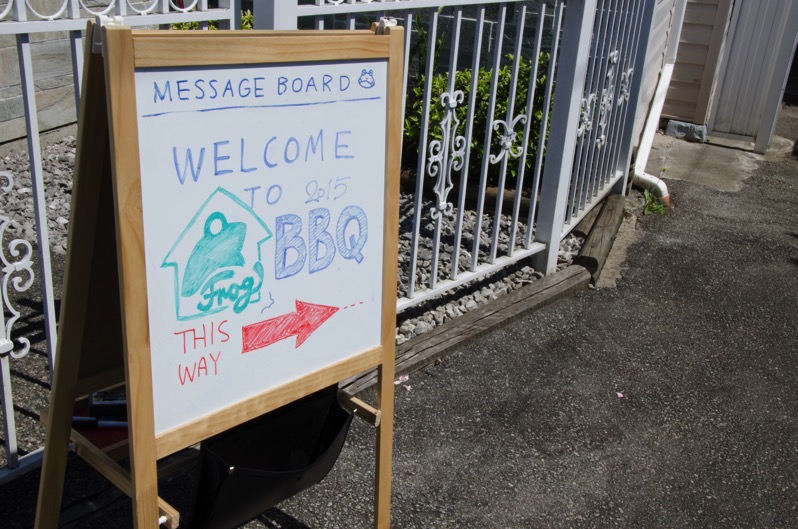 MESSAGE BOARD
WELCOME
TO 2015
BBQ
Frog
THIS
WAY